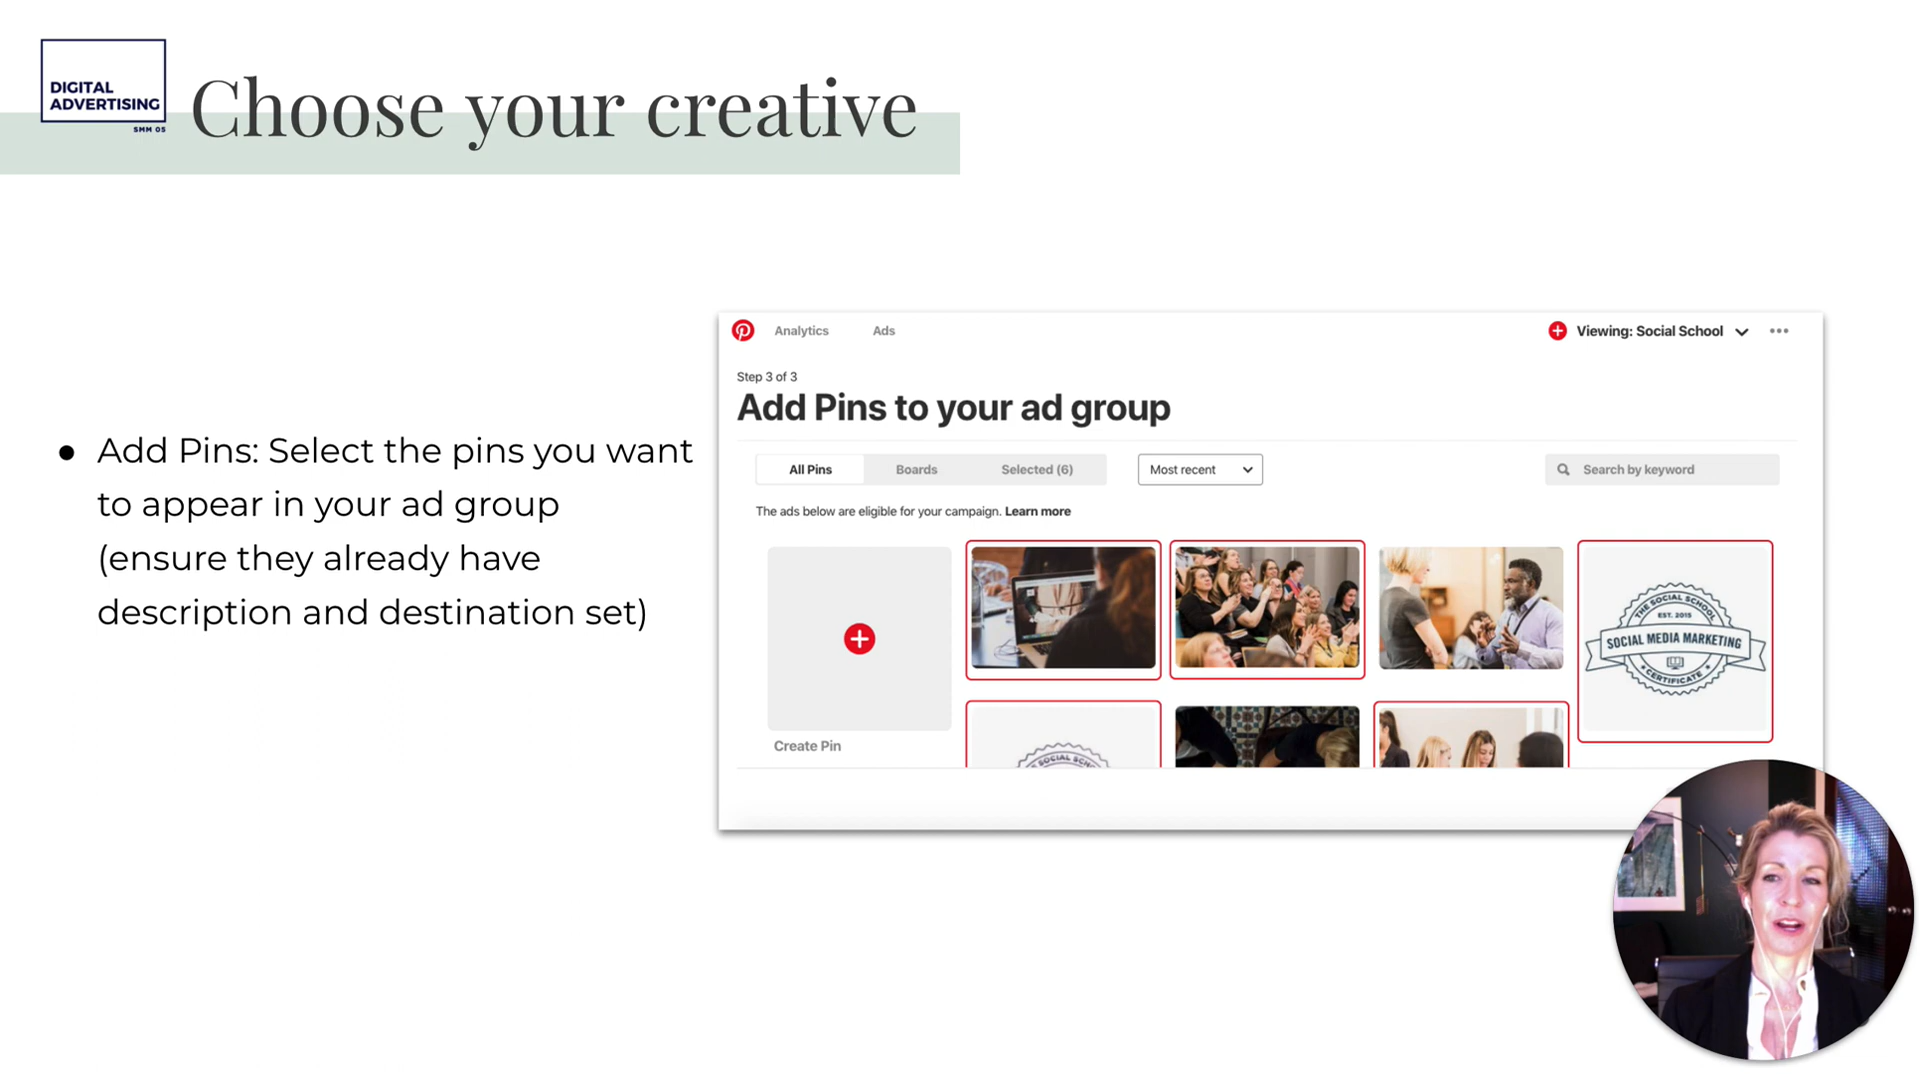 DIGITAL
ADVERTISING
SMM 05
Choose your creative
● Add Pins: Select the pins you want
to appear in your ad group
(ensure they already have
description and destination set)
Analytics Ads Viewing: Social School
Step 3 of 3
Add Pins to your ad group
All Pins Boards Selected (6) Most recent Search by keyword
The ads below are eligible for your campaign. Learn more
THE SOCIAL SCHOOL
EST. 2015
SOCIAL MEDIA MARKETING
CERTIFICATE
Create Pin